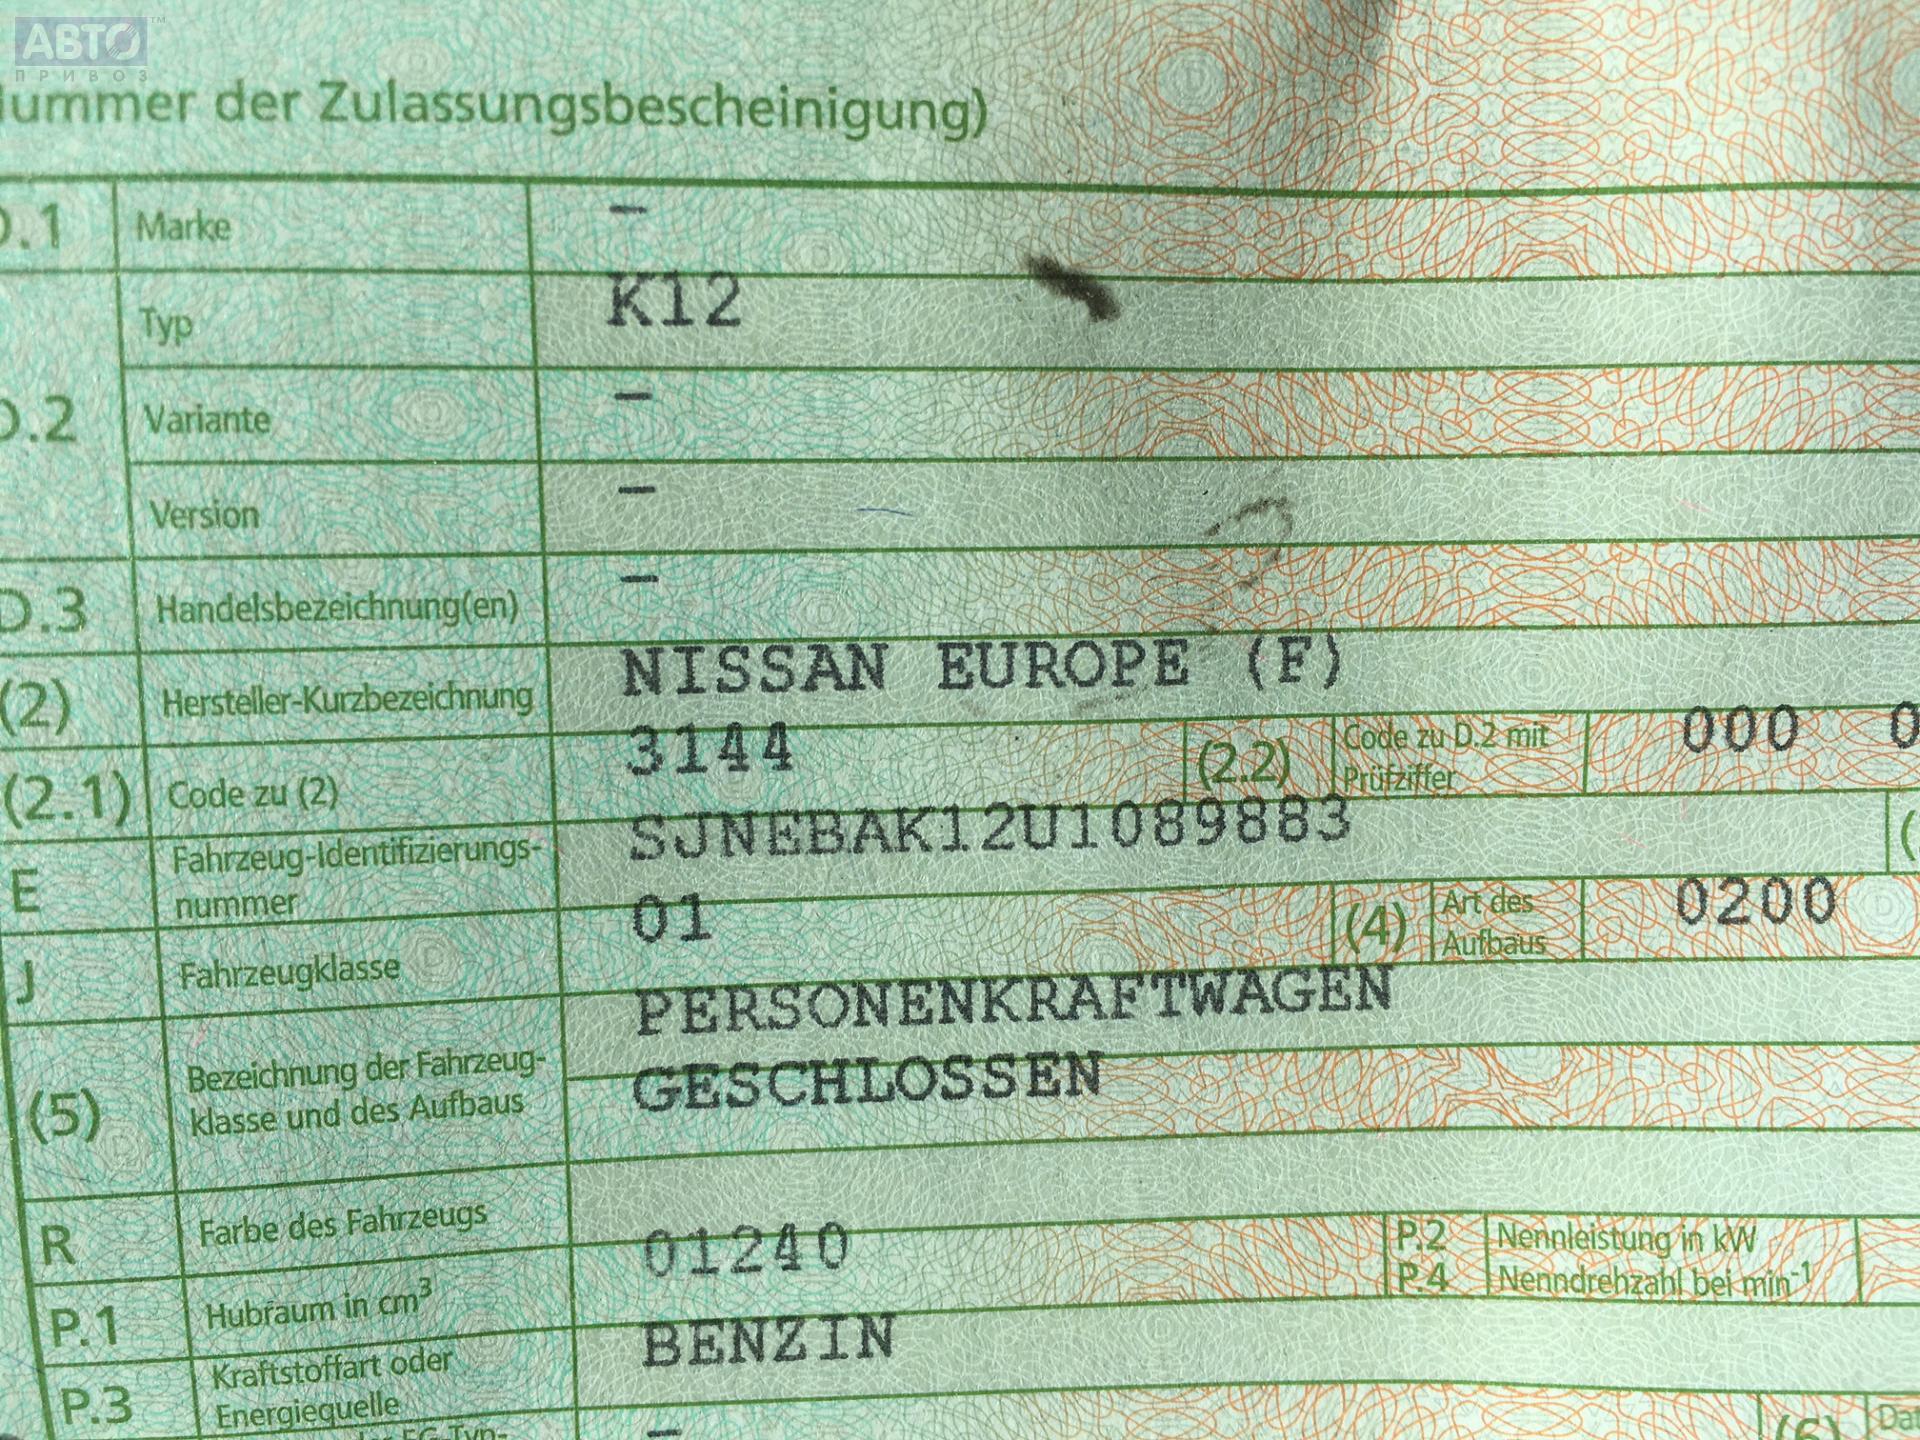 АВТО™
ПРИВОЗ
der Zulassungsbescheinigung)
D.1 Marke –
D.2 Typ K12
Variante –
Version –
D.3 Handelsbezeichnung(en) –
(2) Hersteller-Kurzbezeichnung NISSAN EUROPE (F)
(2.1) Code zu (2) 3144 (2.2) Code zu D.2 mit Prüfziffer 000 0
E Fahrzeug-Identifizierungs-
nummer SJNEBAK12U1089883
J Fahrzeugklasse 01 (4) Art des Aufbaus 0200
(5) Bezeichnung der Fahrzeug-
klasse und des Aufbaus PERSONENKRAFTWAGEN
GESCHLOSSEN
R Farbe des Fahrzeugs
P.1 Hubraum in cm³ 01240 P.2 Nennleistung in kW
P.4 Nenndrehzahl bei min⁻¹
P.3 Kraftstoffart oder
Energiequelle BENZIN
– (6)